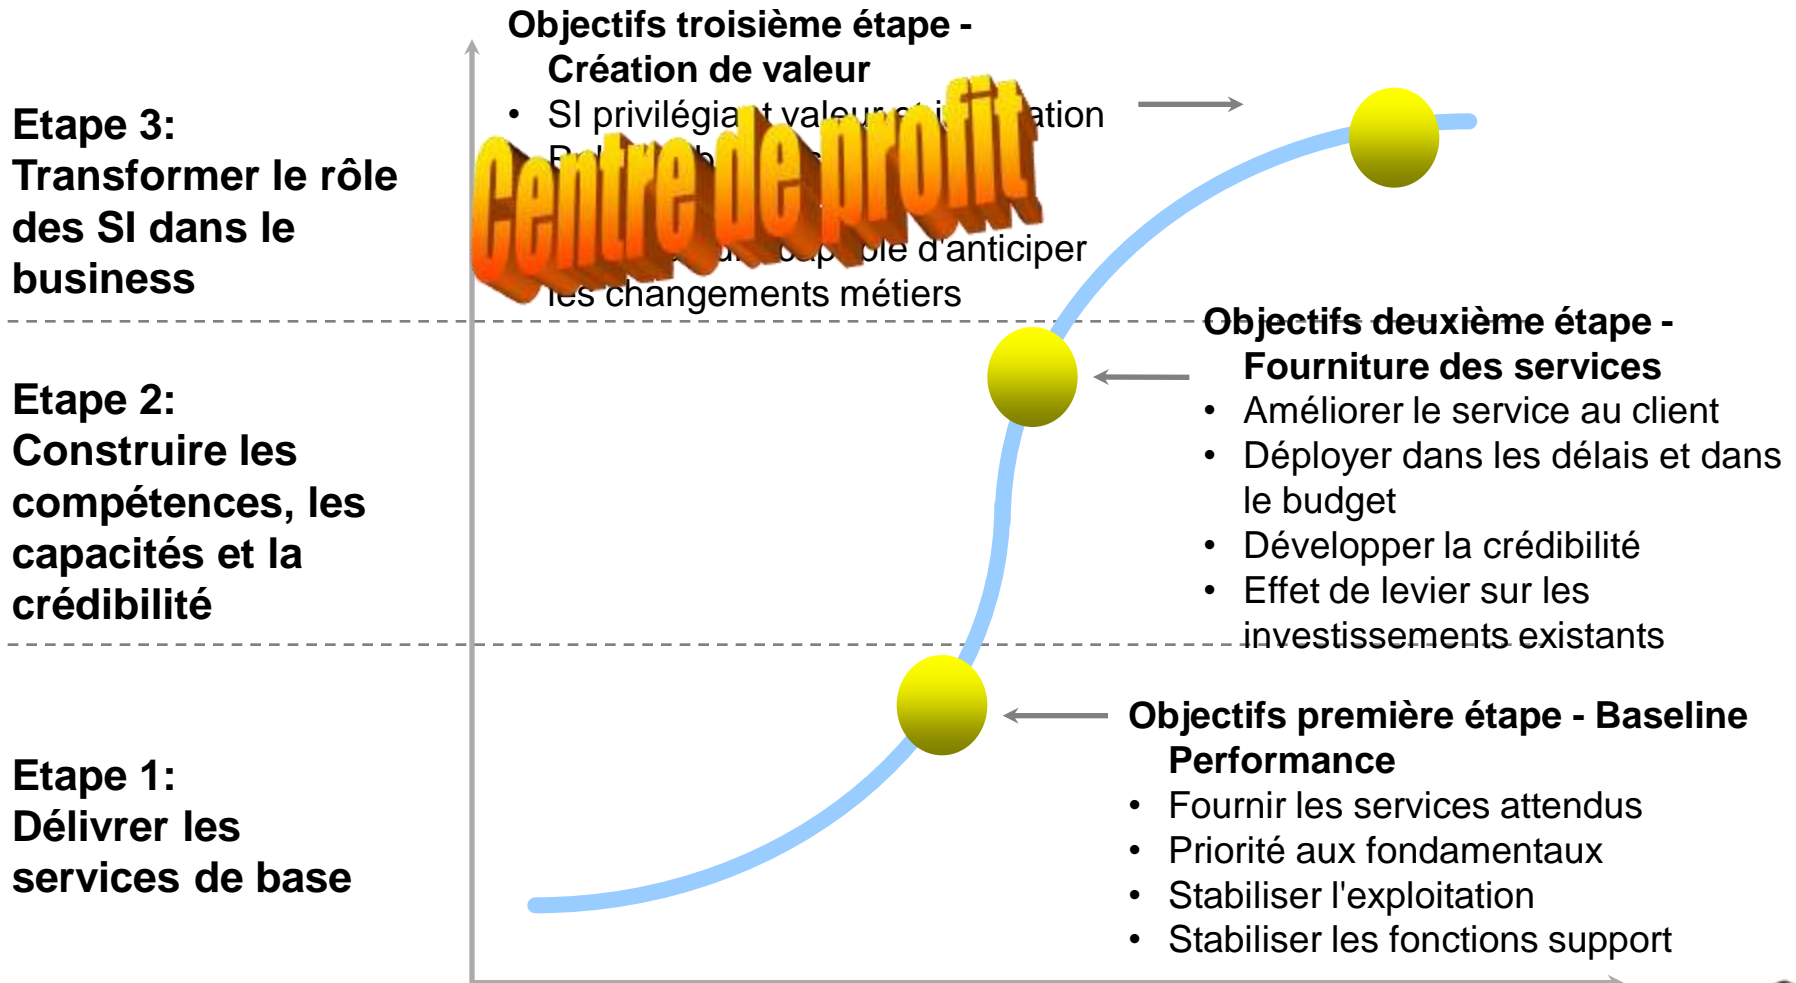 Objectifs troisième étape -
Création de valeur
• SI privilégiant valeur
Centre de profit
d'anticiper
les changements métiers
Etape 3:
Transformer le rôle
des SI dans le
business
Objectifs deuxième étape -
Fourniture des services
• Améliorer le service au client
• Déployer dans les délais et dans
le budget
• Développer la crédibilité
• Effet de levier sur les
investissements existants
Etape 2:
Construire les
compétences, les
capacités et la
crédibilité
Objectifs première étape - Baseline
Performance
• Fournir les services attendus
• Priorité aux fondamentaux
• Stabiliser l'exploitation
• Stabiliser les fonctions support
Etape 1:
Délivrer les
services de base